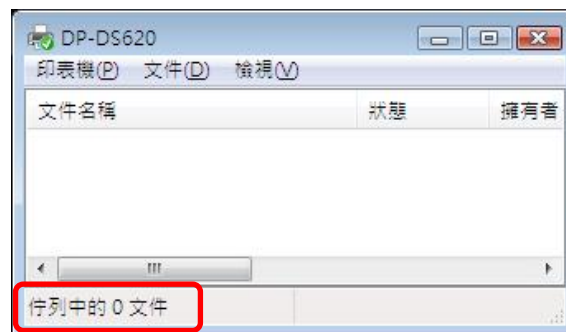 DP-DS620
印表機(P) 文件(D) 檢視(V)
文件名稱 狀態 擁有者
佇列中的 0 文件